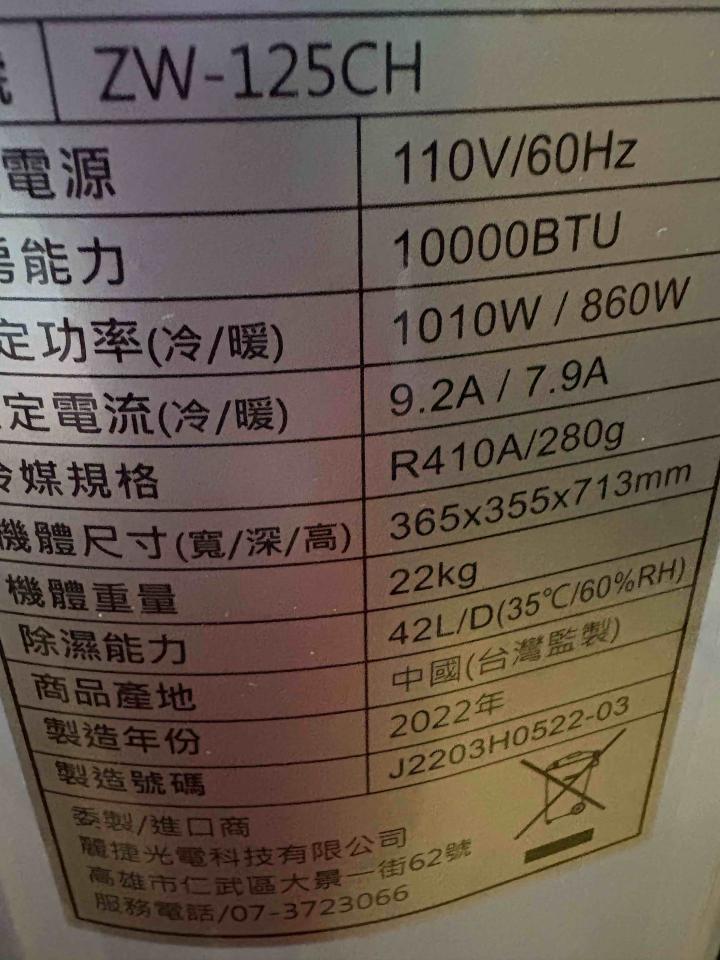 ZW-125CH
電源 110V/60Hz
能力 10000BTU
定功率(冷/暖) 1010W / 860W
定電流(冷/暖) 9.2A / 7.9A
冷媒規格 R410A/280g
機體尺寸(寬/深/高) 365x355x713mm
機體重量 22kg
除濕能力 42L/D(35℃/60%RH)
商品產地 中國(台灣監製)
製造年份 2022年
製造號碼 J2203H0522-03
委製/進口商
麗捷光電科技有限公司
高雄市仁武區大景一街62號
服務電話/07-3723066